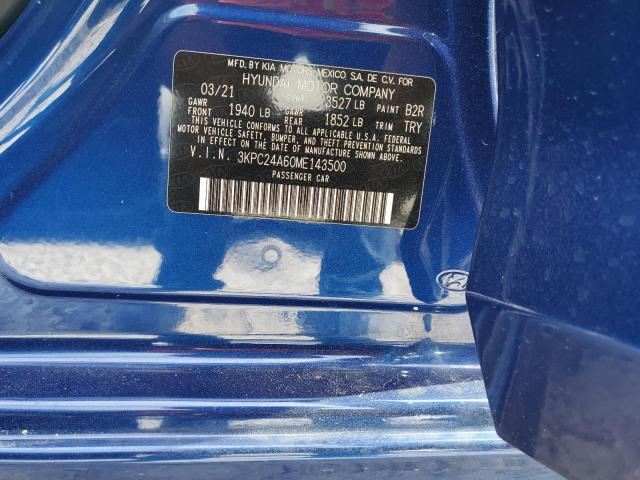 MFD. BY KIA MOTORS MEXICO S.A. DE C.V. FOR
HYUNDAI MOTOR COMPANY
03/21 GVWR 3527 LB PAINT B2R
GAWR FRONT 1940 LB GAWR REAR 1852 LB TRIM TRY
THIS VEHICLE CONFORMS TO ALL APPLICABLE FEDERAL
MOTOR VEHICLE SAFETY, BUMPER, AND THEFT PREVENTION STANDARDS
IN EFFECT ON THE DATE OF MANUFACTURE SHOWN ABOVE.
V.I.N. 3KPC24A60ME143500
PASSENGER CAR